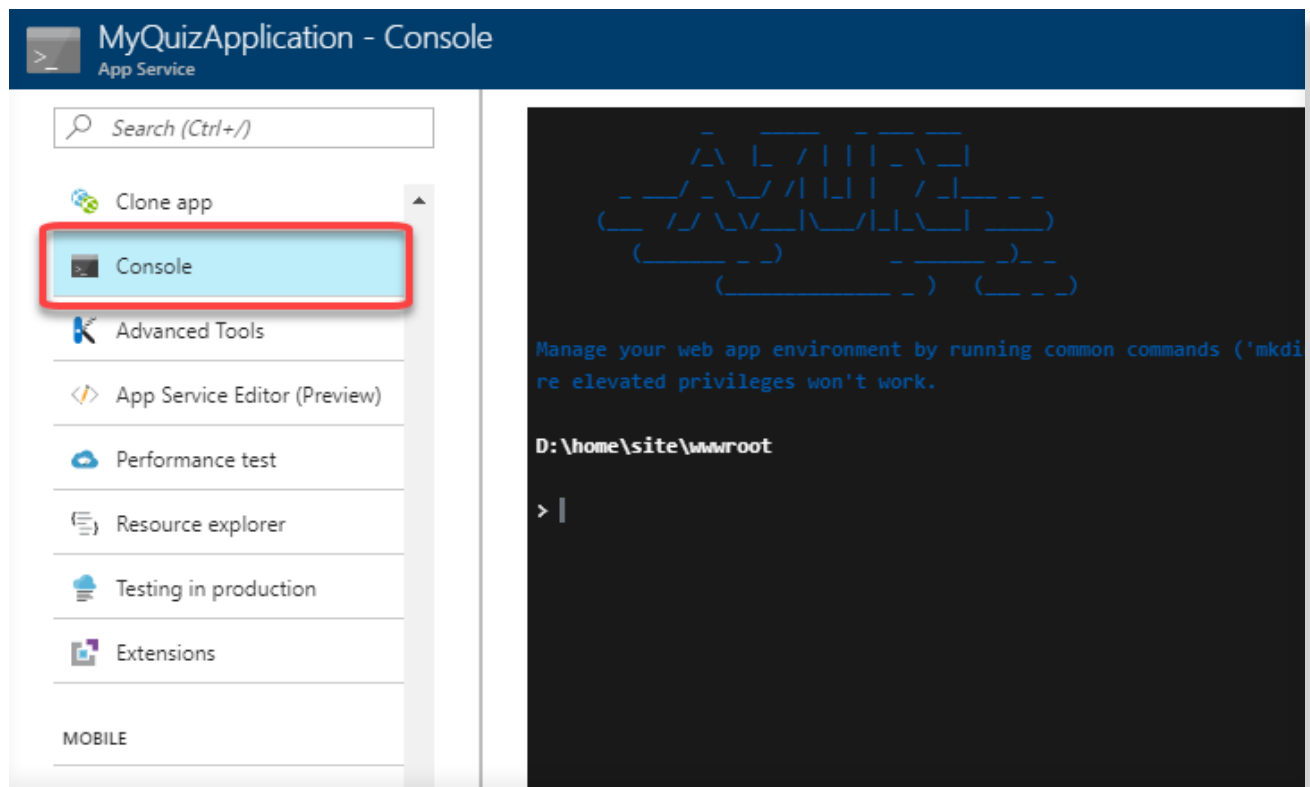 MyQuizApplication - Console
App Service
Search (Ctrl+/)
Clone app
Console
Advanced Tools
App Service Editor (Preview)
Performance test
Resource explorer
Testing in production
Extensions
MOBILE
AZURE
Manage your web app environment by running common commands ('mkdi
re elevated privileges won't work.
D:\home\site\wwwroot
>